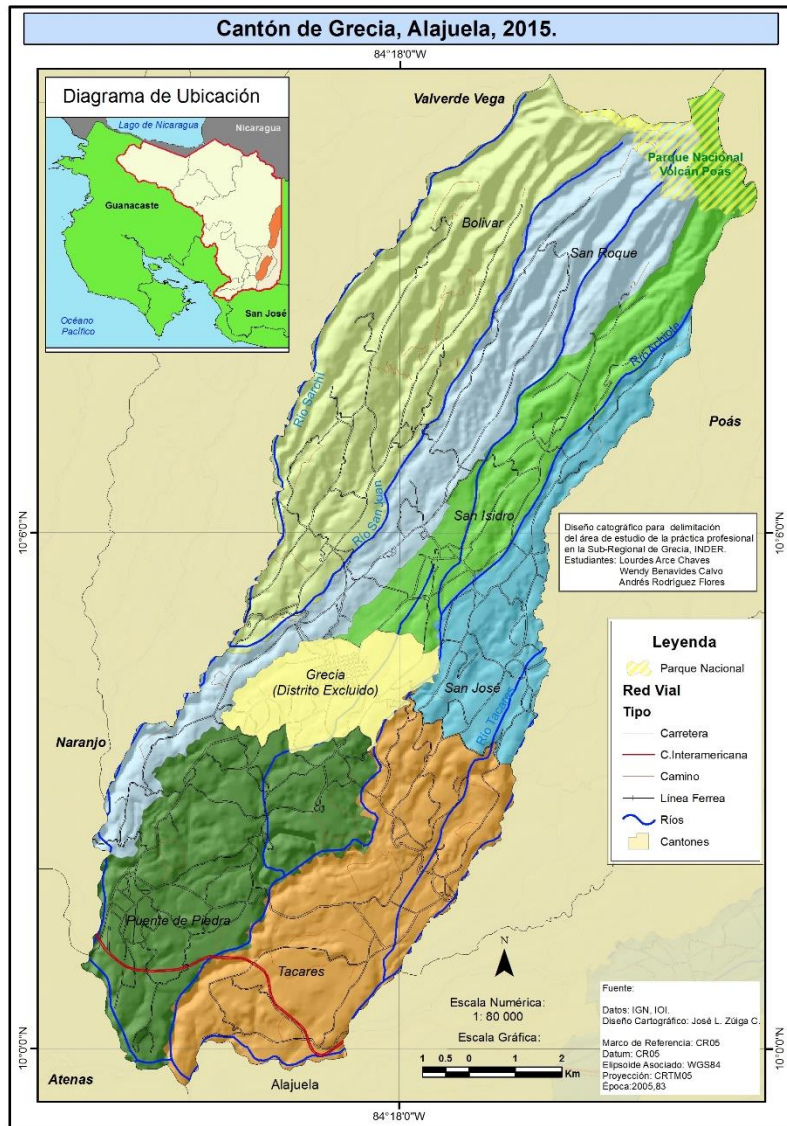 Cantón de Grecia, Alajuela, 2015.
84°18'0"W
Diagrama de Ubicación
Lago de Nicaragua
Nicaragua
Guanacaste
San José
Océano
Pacífico
Valverde Vega
Parque Nacional
Volcán Poás
Bolivar
San Roque
Río Sarchí
Río Achiote
Poás
Río San Juan
San Isidro
10°6'0"N
10°6'0"N
Diseño catográfico para delimitación
del área de estudio de la práctica profesional
en la Sub-Regional de Grecia, INDER.
Estudiantes: Lourdes Arce Chaves
Wendy Benavides Calvo
Andrés Rodríguez Flores
Grecia
(Distrito Excluido)
San José
Río Tacares
Naranjo
Leyenda
Parque Nacional
Red Vial
Tipo
Carretera
C.Interamericana
Camino
Línea Ferrea
Ríos
Cantones
Puente de Piedra
Tacares
N
Escala Numérica:
1: 80 000
Escala Gráfica:
1 0.5 0 1 2
Km
Fuente:
Datos: IGN, IOI.
Diseño Cartográfico: José L. Zúiga C.
Marco de Referencia: CR05
Datum: CR05
Elipsoide Asociado: WGS84
Proyección: CRTM05
Época:2005,83
10°0'0"N
10°0'0"N
Atenas
Alajuela
84°18'0"W